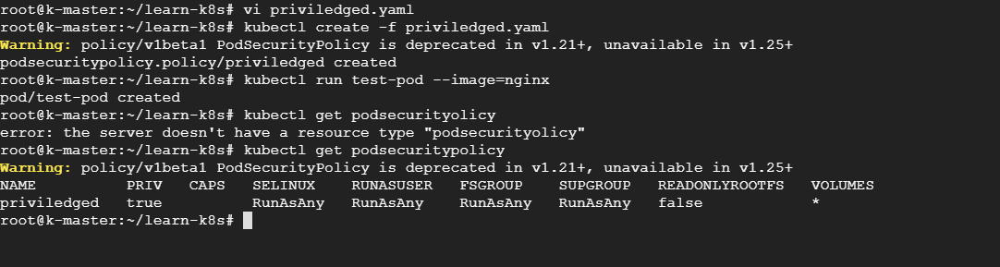 root@k-master:~/learn-k8s# vi priviledged.yaml
root@k-master:~/learn-k8s# kubectl create -f priviledged.yaml
Warning: policy/v1beta1 PodSecurityPolicy is deprecated in v1.21+, unavailable in v1.25+
podsecuritypolicy.policy/priviledged created
root@k-master:~/learn-k8s# kubectl run test-pod --image=nginx
pod/test-pod created
root@k-master:~/learn-k8s# kubectl get podsecurityolicy
error: the server doesn't have a resource type "podsecurityolicy"
root@k-master:~/learn-k8s# kubectl get podsecuritypolicy
Warning: policy/v1beta1 PodSecurityPolicy is deprecated in v1.21+, unavailable in v1.25+
NAME          PRIV   CAPS   SELINUX    RUNASUSER   FSGROUP    SUPGROUP   READONLYROOTFS   VOLUMES
priviledged   true          RunAsAny   RunAsAny    RunAsAny   RunAsAny   false            *
root@k-master:~/learn-k8s#